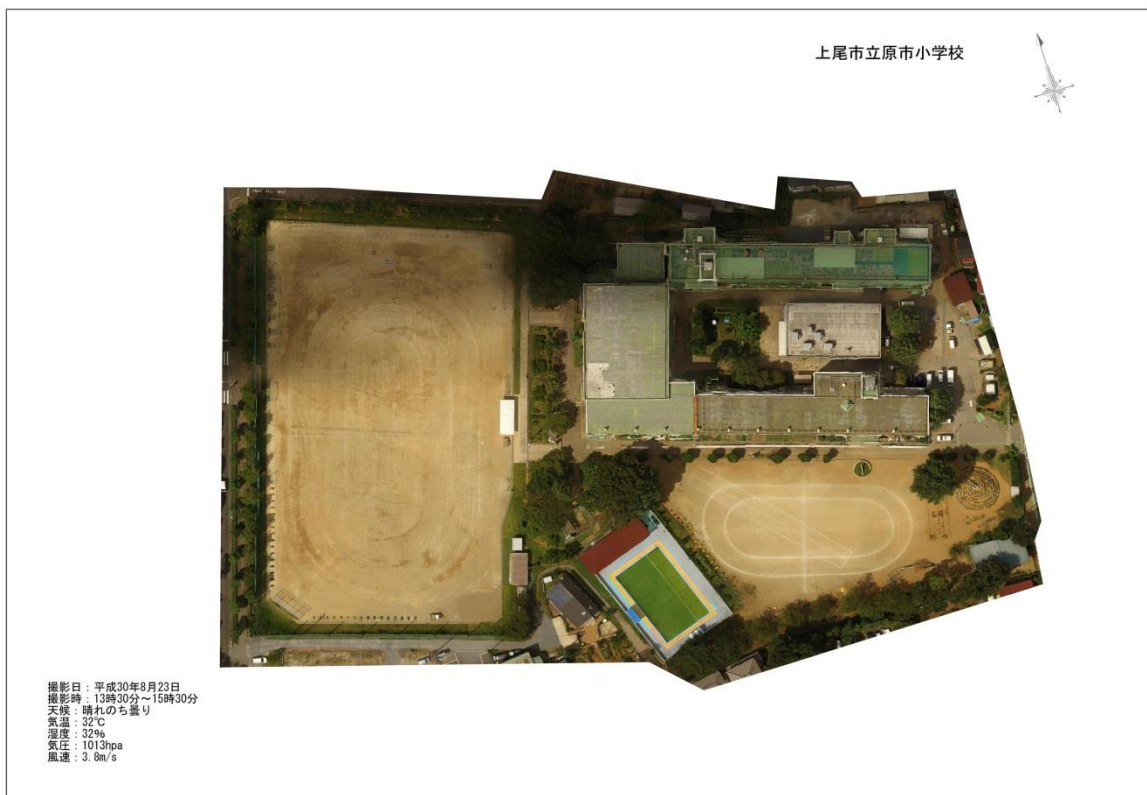 上尾市立原市小学校
撮影日：平成30年8月23日
撮影時：13時30分～15時30分
天候：晴れのち曇り
気温：32℃
湿度：32%
気圧：1013hpa
風速：3.8m/s